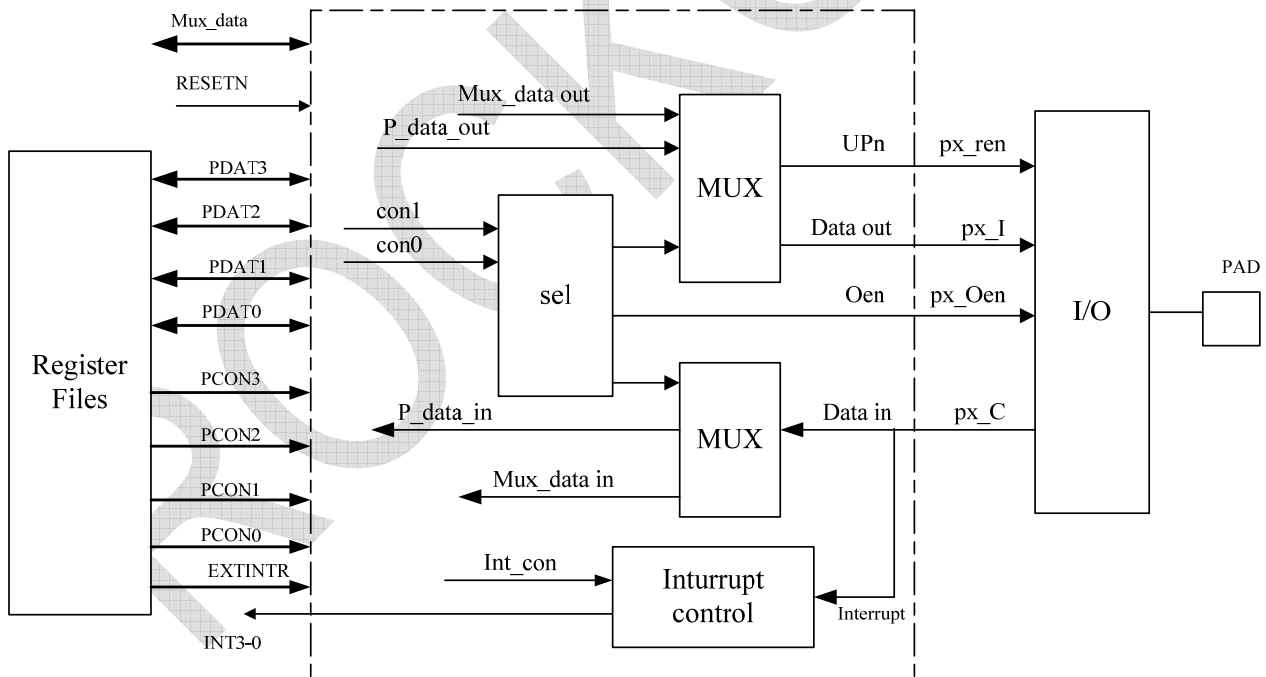 Mux_data
RESETN
PDAT3
PDAT2
PDAT1
PDAT0
Register
Files
PCON3
PCON2
PCON1
PCON0
EXTINTR
INT3-0
Mux_data out
P_data_out
con1
con0
sel
MUX
UPn
px_ren
Data out
px_I
Oen
px_Oen
I/O
PAD
P_data_in
MUX
Data in
px_C
Mux_data in
Int_con
Inturrupt
control
Interrupt